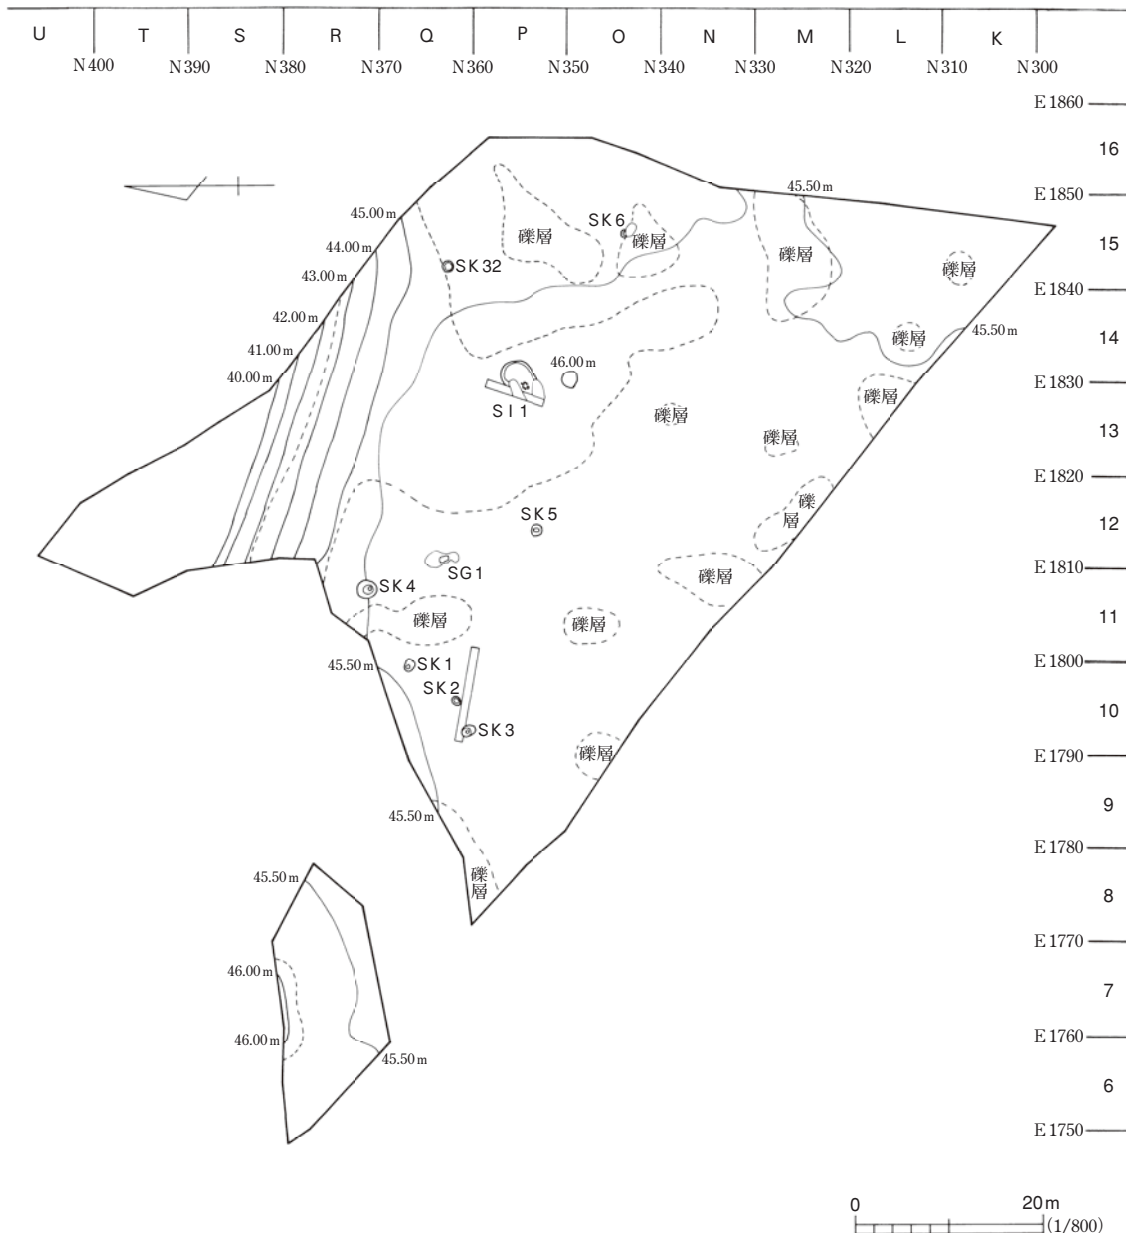 U T S R Q P O N M L K
N400 N390 N380 N370 N360 N350 N340 N330 N320 N310 N300
E1860
16
E1850
45.50m
45.00m
SK6
礫層
礫層
礫層
15
44.00m
SK32
礫層
43.00m
E1840
42.00m
45.50m
礫層
14
41.00m
46.00m
40.00m
E1830
SI1
礫層
礫層
13
礫層
E1820
礫
層
SK5
12
SG1
E1810
礫層
SK4
礫層
礫層
11
45.50m
SK1
E1800
SK2
10
SK3
礫層
E1790
45.50m
9
E1780
45.50m
礫
層
8
E1770
46.00m
7
46.00m
E1760
45.50m
6
E1750
0 20m
(1/800)